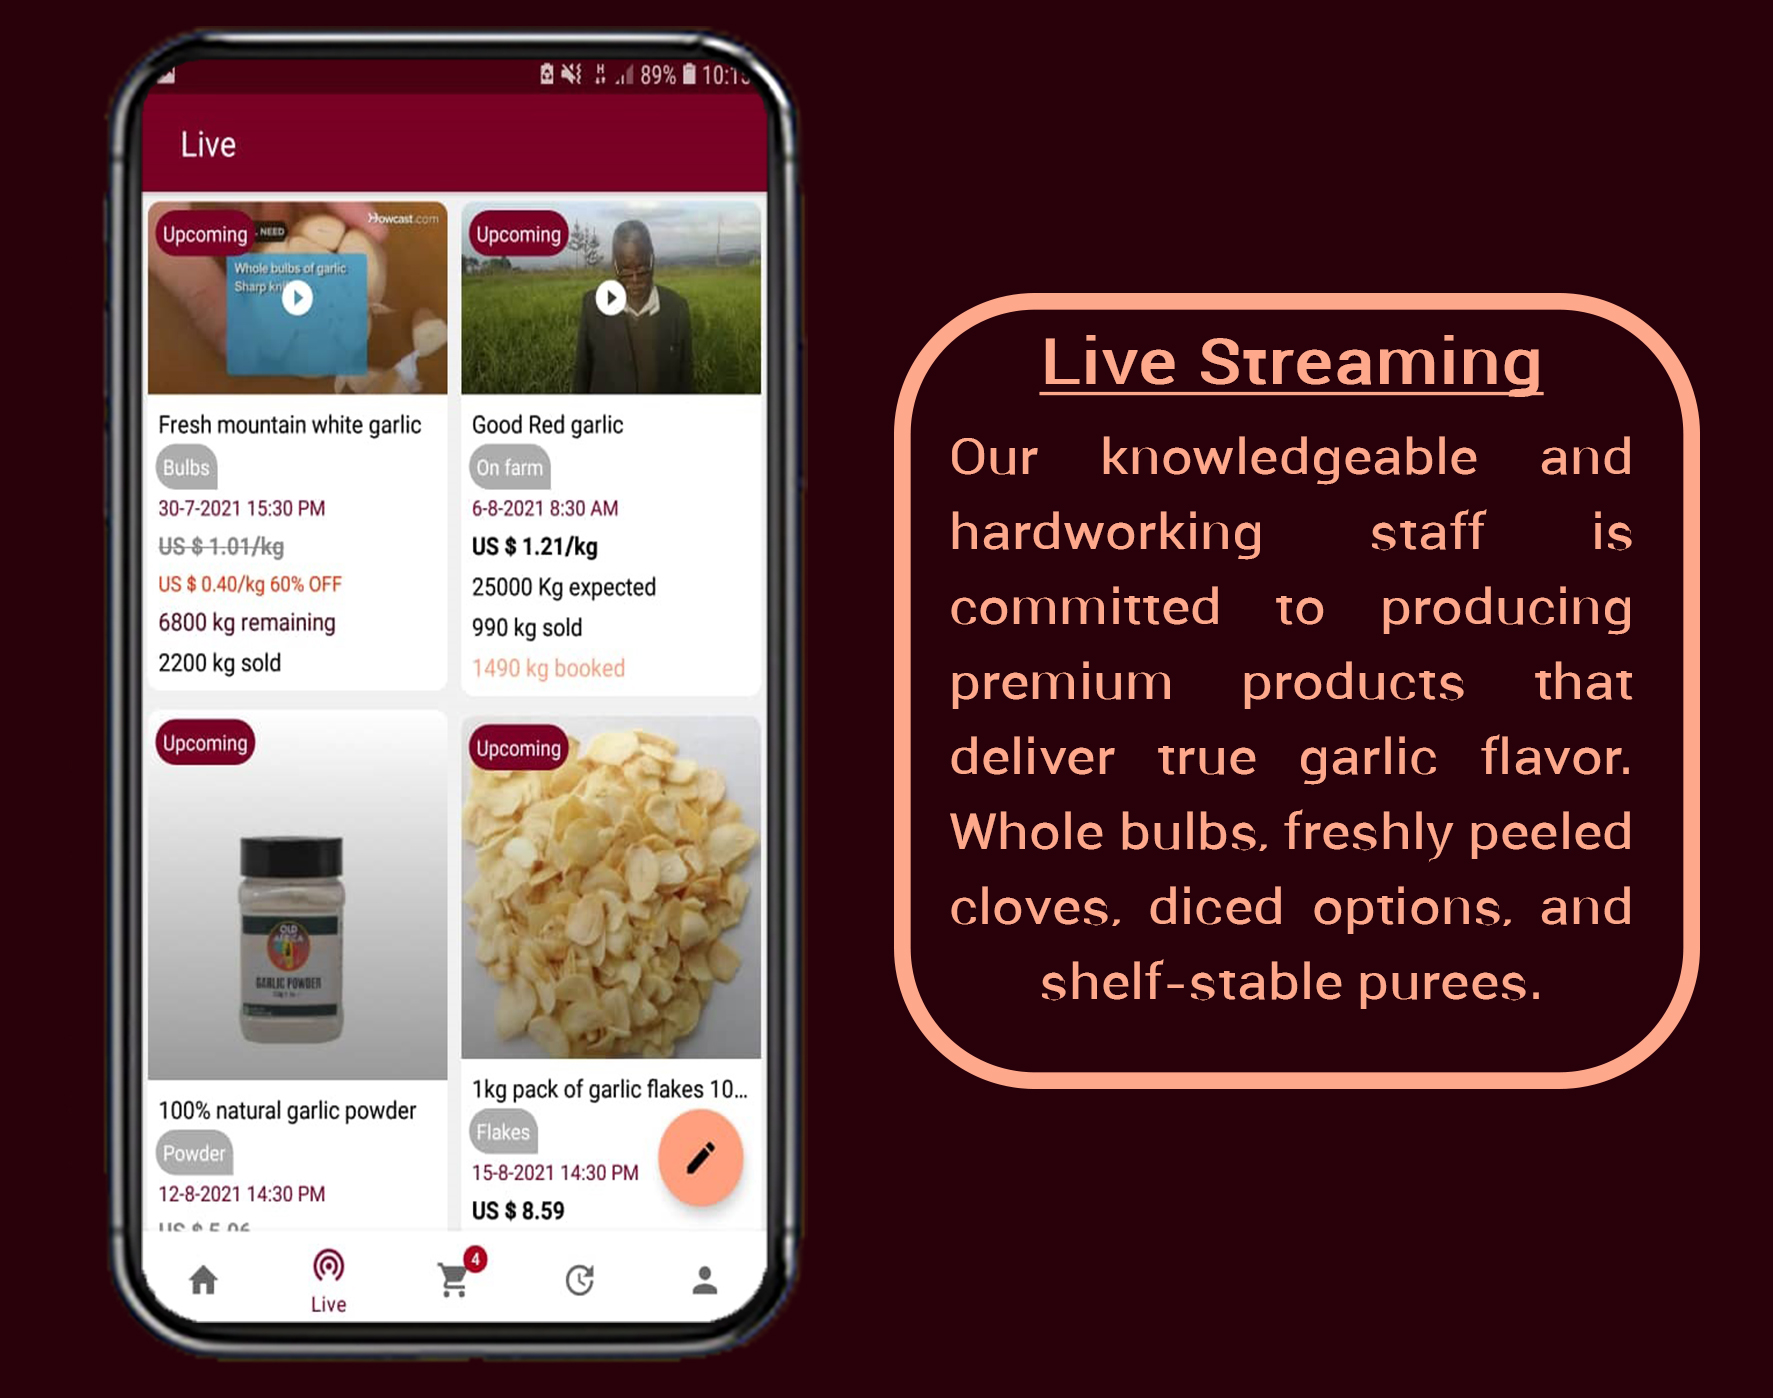 89% 10:1
Live
Upcoming
NEED
Howcast.com
Whole bulbs of garlic
Sharp
Fresh mountain white garlic
Bulbs
30-7-2021 15:30 PM
US $ 1.01/kg
US $ 0.40/kg 60% OFF
6800 kg remaining
2200 kg sold
Upcoming
Good Red garlic
On farm
6-8-2021 8:30 AM
US $ 1.21/kg
25000 Kg expected
990 kg sold
1490 kg booked
Upcoming
OLD
AFRICA
GARLIC POWDER
100% natural garlic powder
Powder
12-8-2021 14:30 PM
US $ 5.06
Upcoming
1kg pack of garlic flakes 10...
Flakes
15-8-2021 14:30 PM
US $ 8.59
4
Live
Live Streaming
Our knowledgeable and
hardworking staff is
committed to producing
premium products that
deliver true garlic flavor.
Whole bulbs, freshly peeled
cloves, diced options, and
shelf-stable purees.